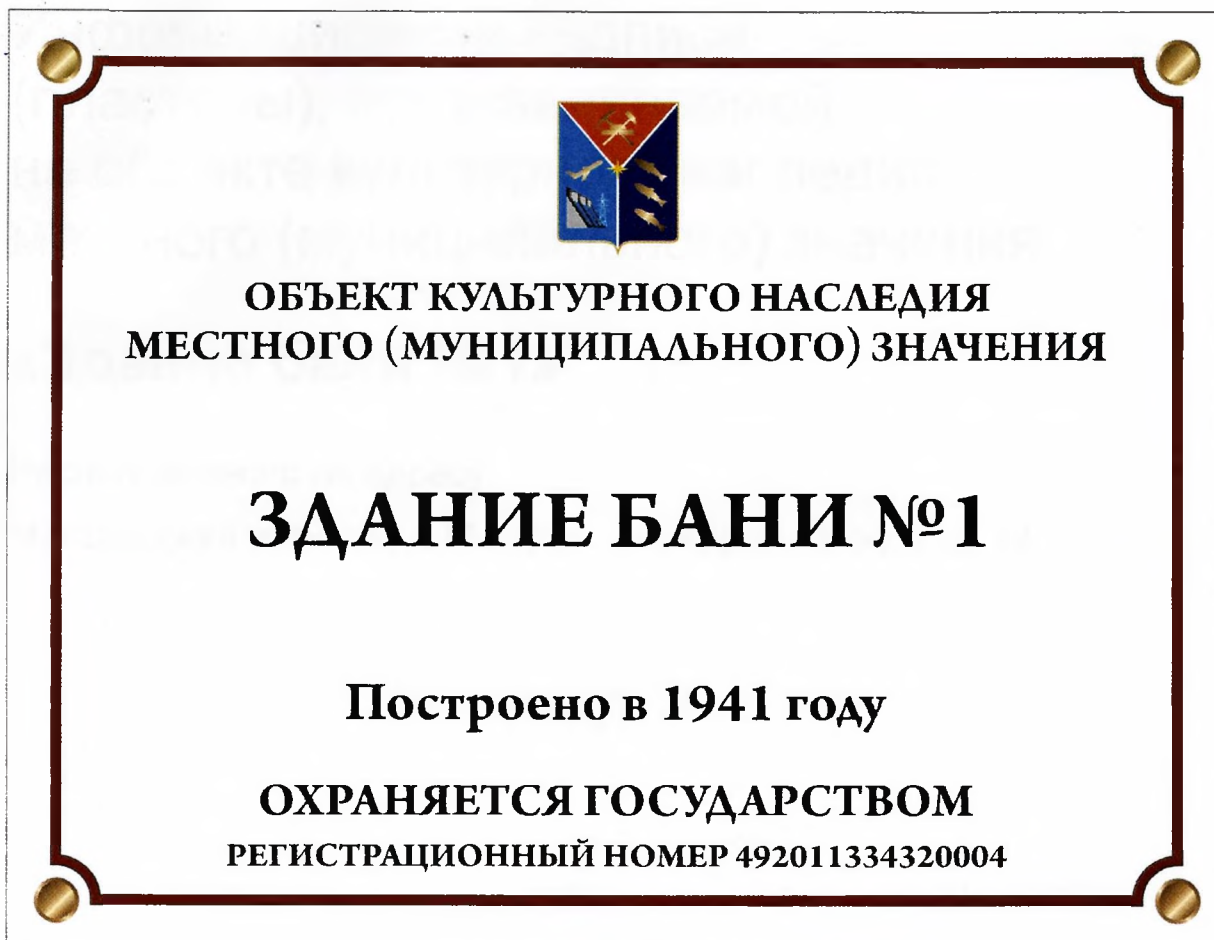 ОБЪЕКТ КУЛЬТУРНОГО НАСЛЕДИЯ
МЕСТНОГО (МУНИЦИПАЛЬНОГО) ЗНАЧЕНИЯ
ЗДАНИЕ БАНИ №1
Построено в 1941 году
ОХРАНЯЕТСЯ ГОСУДАРСТВОМ
РЕГИСТРАЦИОННЫЙ НОМЕР 492011334320004